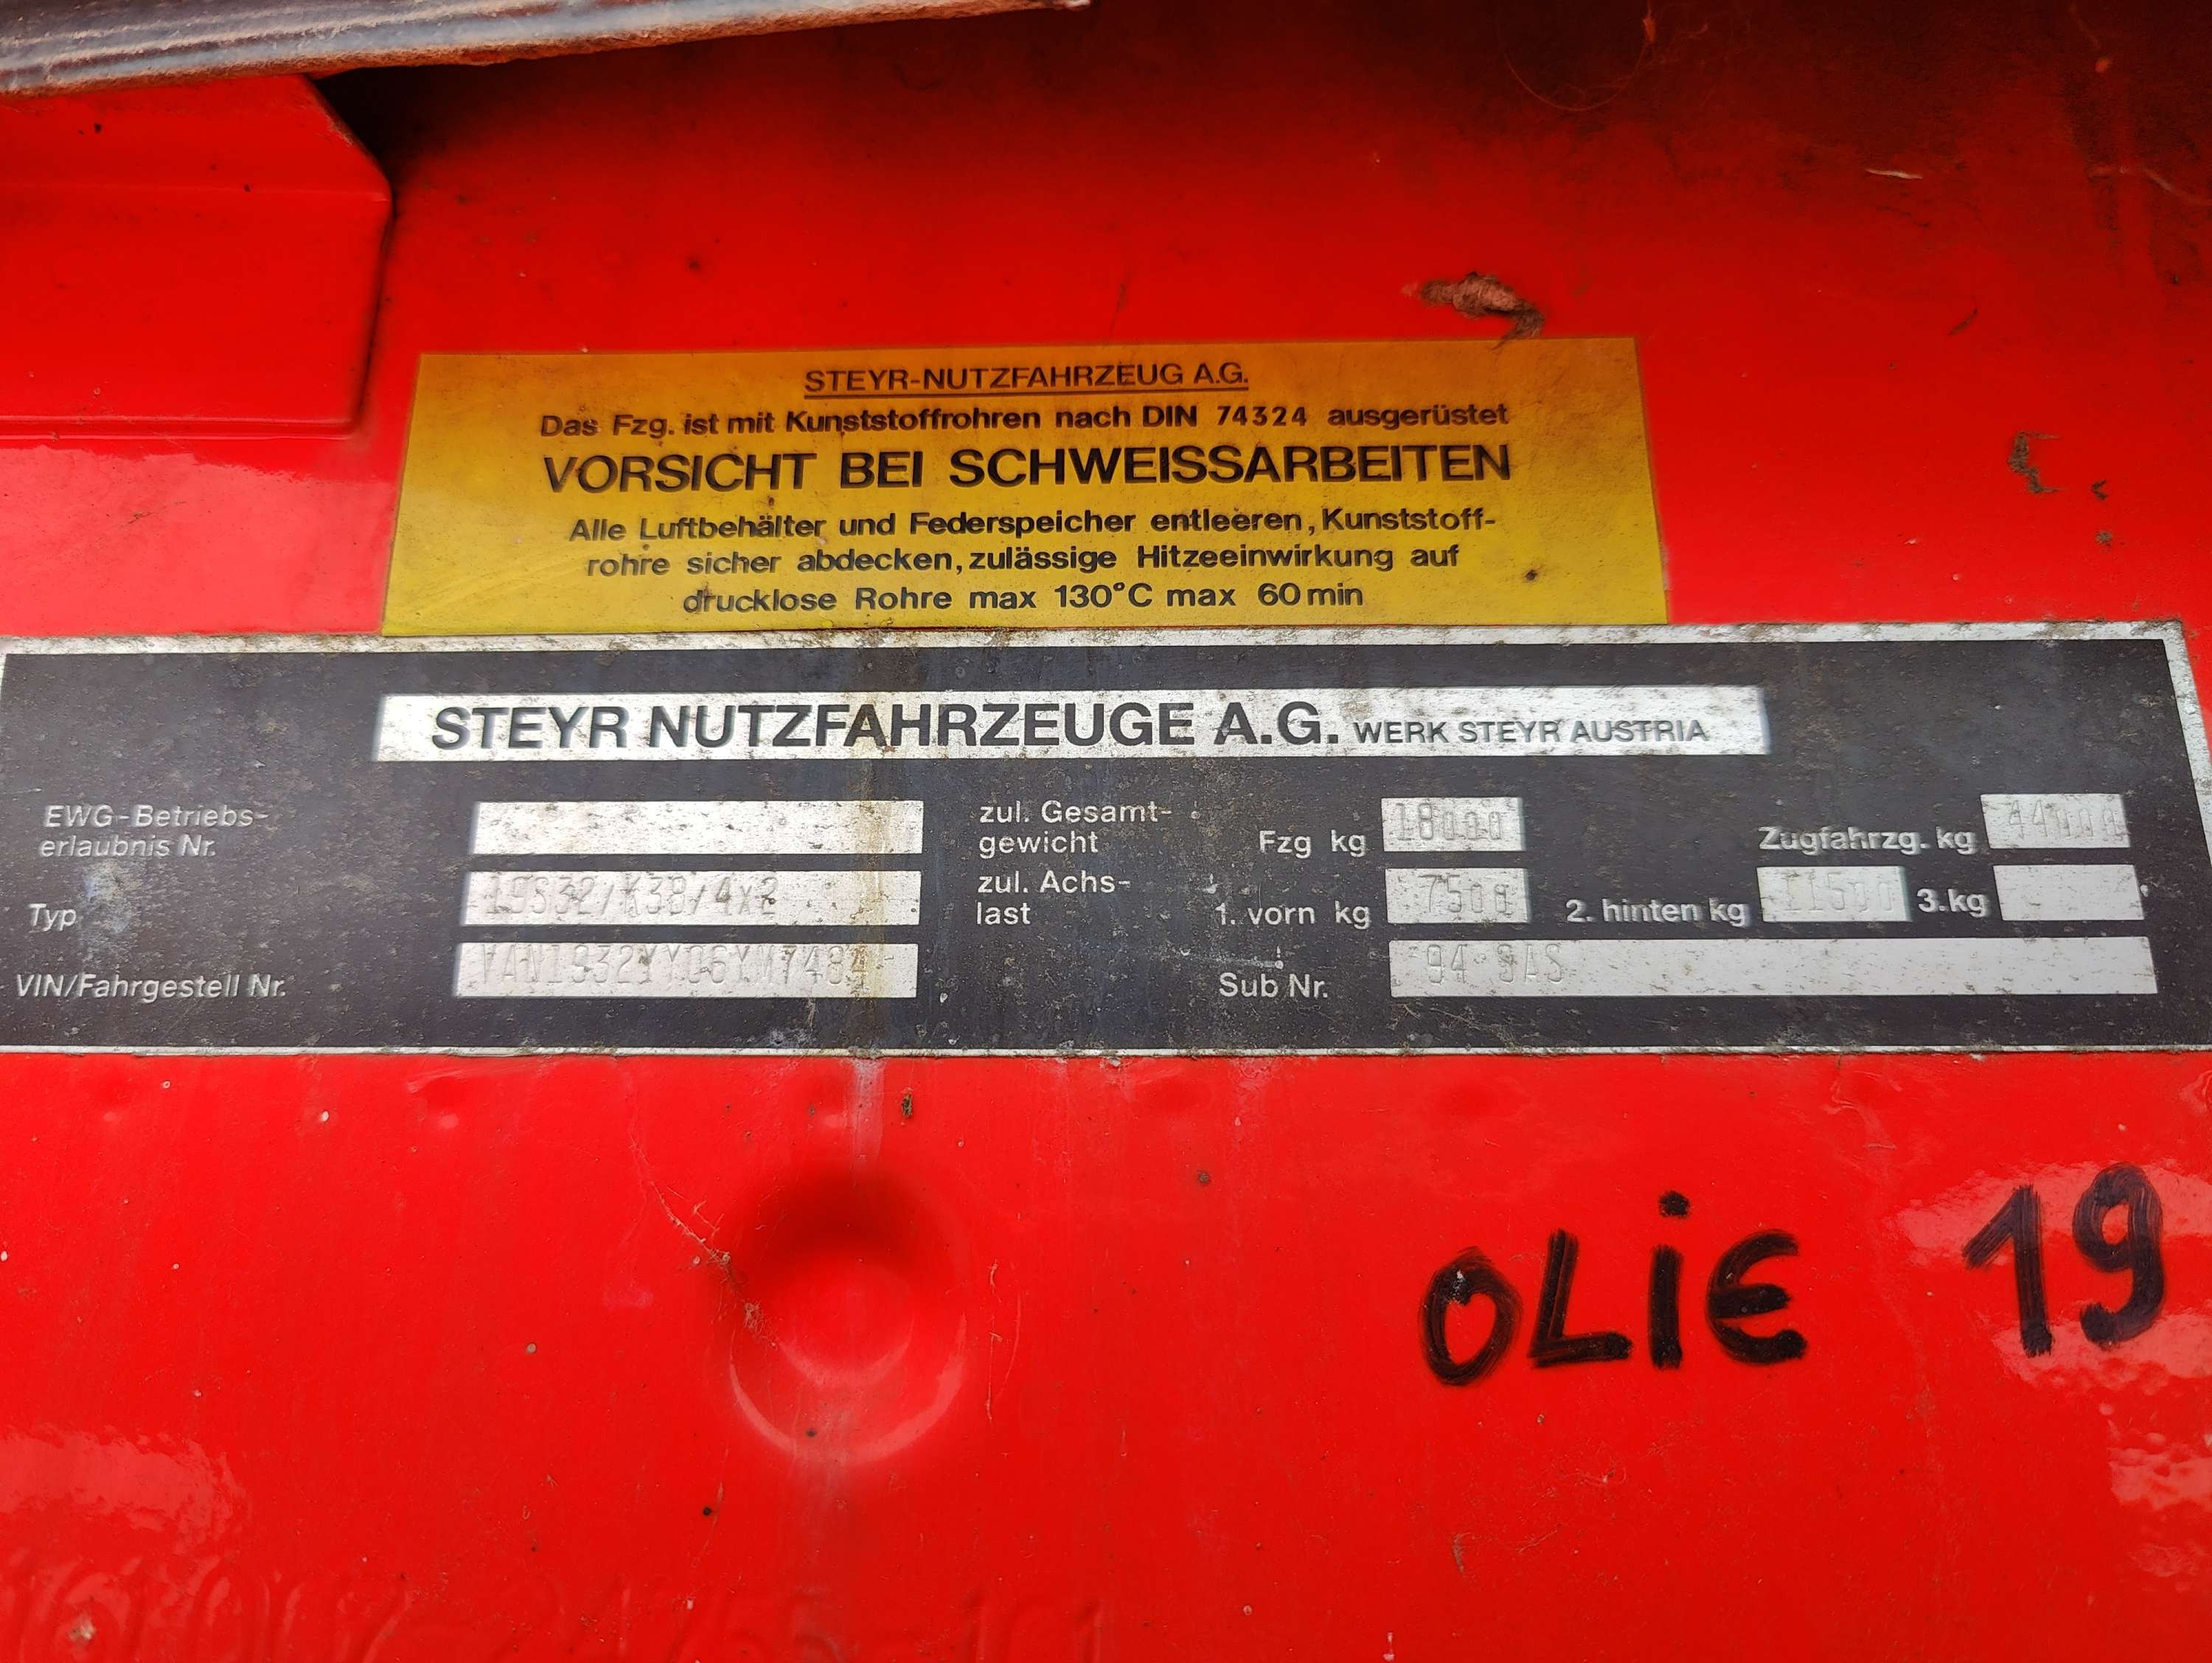 STEYR-NUTZFAHRZEUG A.G.
Das Fzg. ist mit Kunststoffrohren nach DIN 74324 ausgerüstet
VORSICHT BEI SCHWEISSARBEITEN
Alle Luftbehälter und Federspeicher entleeren, Kunststoff-
rohre sicher abdecken, zulässige Hitzeeinwirkung auf
drucklose Rohre max 130°C max 60 min
STEYR NUTZFAHRZEUGE A.G. WERK STEYR AUSTRIA
EWG-Betriebs-
erlaubnis Nr.
zul. Gesamt-
gewicht Fzg kg 18000 Zugfahrzg. kg 44000
Typ 19S32/K38/4x2
zul. Achs-
last 1. vorn kg 7500 2. hinten kg 11500 3. kg
VIN/Fahrgestell Nr.
Sub Nr. 94 SAS
OLiE 19